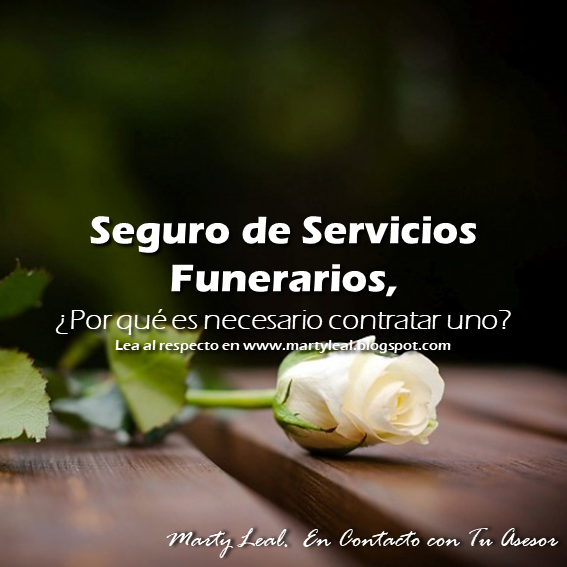 Seguro de Servicios
Funerarios,
¿Por qué es necesario contratar uno?
Lea al respecto en www.martyleal.blogspot.com
Marty Leal. En Contacto con Tu Asesor